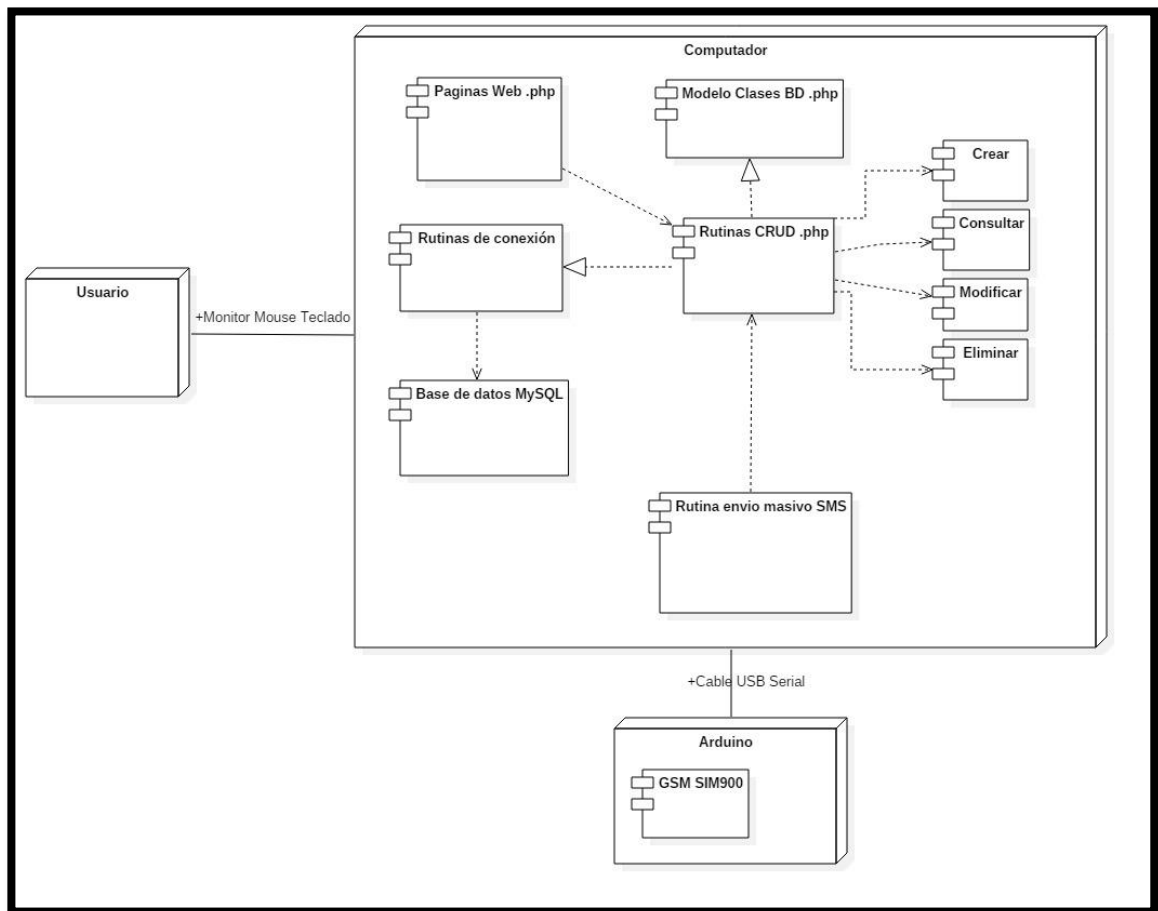 Computador
Paginas Web .php
Modelo Clases BD .php
Crear
Rutinas de conexión
Rutinas CRUD .php
Consultar
Usuario
Modificar
+Monitor Mouse Teclado
Eliminar
Base de datos MySQL
Rutina envio masivo SMS
+Cable USB Serial
Arduino
GSM SIM900